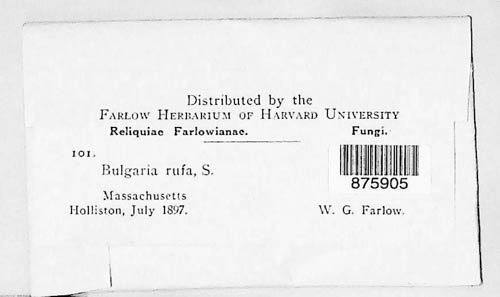 Distributed by the
Farlow Herbarium of Harvard University
Reliquiae Farlowianae. Fungi.
101.
Bulgaria rufa, S.
875905
Massachusetts
Holliston, July 1897. W. G. Farlow.